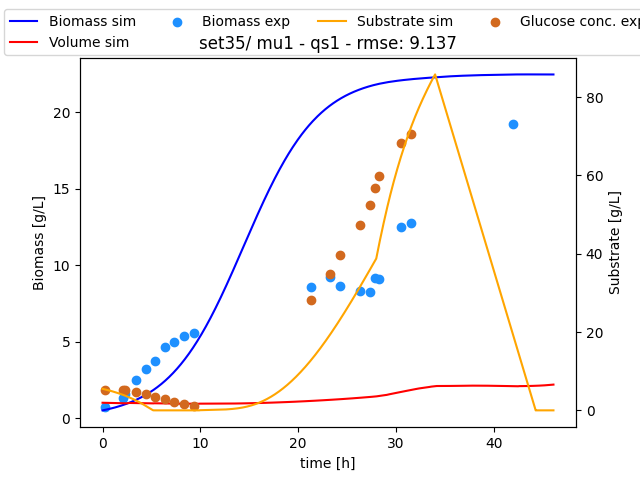 Biomass sim Biomass exp Substrate sim Glucose conc. exp
Volume sim
set35/ mu1 - qs1 - rmse: 9.137
Biomass [g/L]
20
15
10
5
0
80
60
40
20
0
Substrate [g/L]
0 10 20 30 40
time [h]